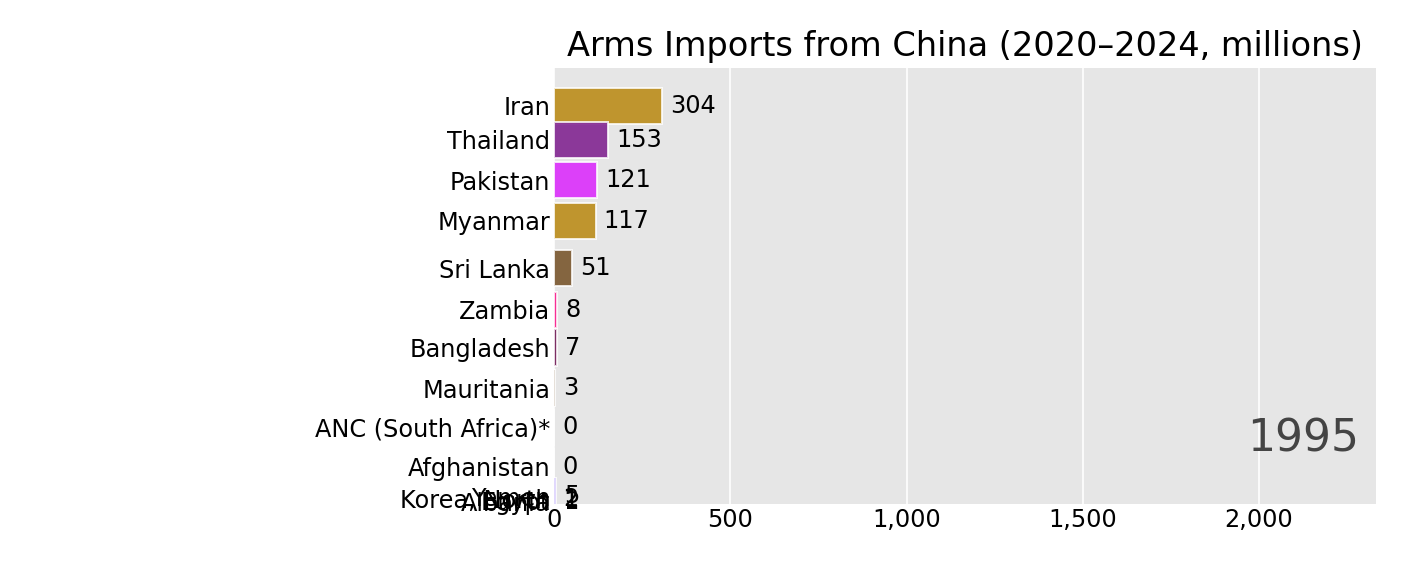 Arms Imports from China (2020–2024, millions)
Iran 304
Thailand 153
Pakistan 121
Myanmar 117
Sri Lanka 51
Zambia 8
Bangladesh 7
Mauritania 3
ANC (South Africa)* 0
1995
Afghanistan 0
Korea, 5
0 500 1,000 1,500 2,000